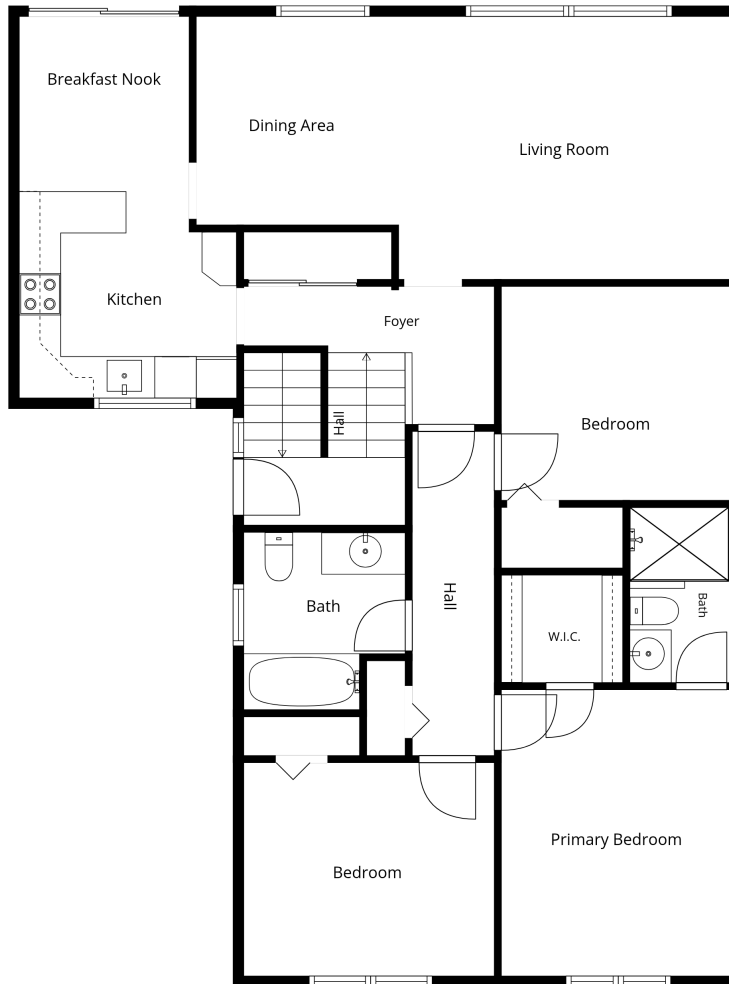 Breakfast Nook
Dining Area
Living Room
Kitchen
Foyer
Hall
Bedroom
Hall
Bath
Bath
W.I.C.
Primary Bedroom
Bedroom